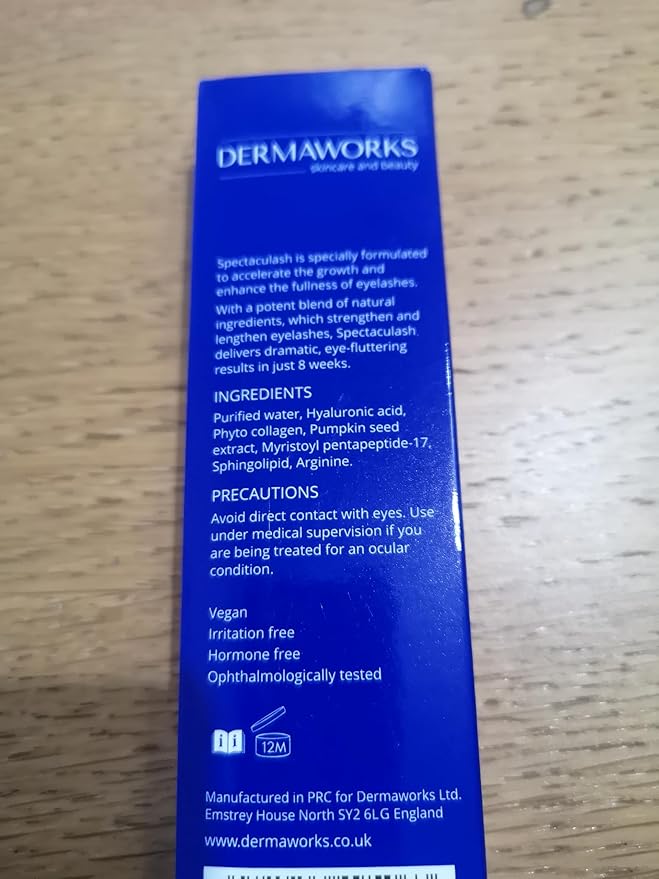 DERMAWORKS
skincare and beauty
Spectaculash is specially formulated
to accelerate the growth and
enhance the fullness of eyelashes.
With a potent blend of natural
ingredients, which strengthen and
lengthen eyelashes, Spectaculash
delivers dramatic, eye-fluttering
results in just 8 weeks.
INGREDIENTS
Purified water, Hyaluronic acid,
Phyto collagen, Pumpkin seed
extract, Myristoyl pentapeptide-17,
Sphingolipid, Arginine.
PRECAUTIONS
Avoid direct contact with eyes. Use
under medical supervision if you
are being treated for an ocular
condition.
Vegan
Irritation free
Hormone free
Ophthalmologically tested
i i 12M
Manufactured in PRC for Dermaworks Ltd.
Emstrey House North SY2 6LG England
www.dermaworks.co.uk